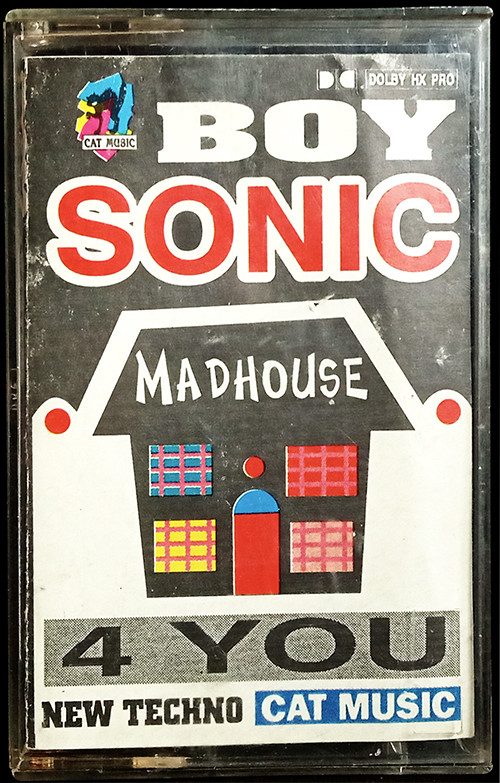 DOLBY HX PRO
CAT MUSIC
BOY
SONIC
MADHOUSE
4 YOU
NEW TECHNO CAT MUSIC